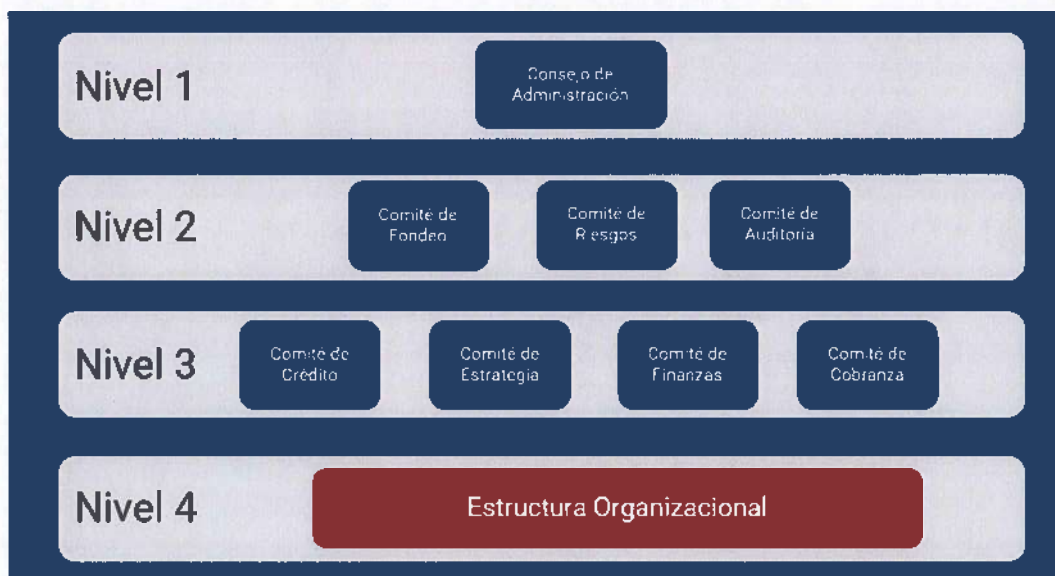 Nivel 1
Consejo de
Administración
Nivel 2
Comité de
Fondeo
Comité de
Riesgos
Comité de
Auditoría
Nivel 3
Comité de
Crédito
Comité de
Estrategia
Comité de
Finanzas
Comité de
Cobranza
Nivel 4
Estructura Organizacional